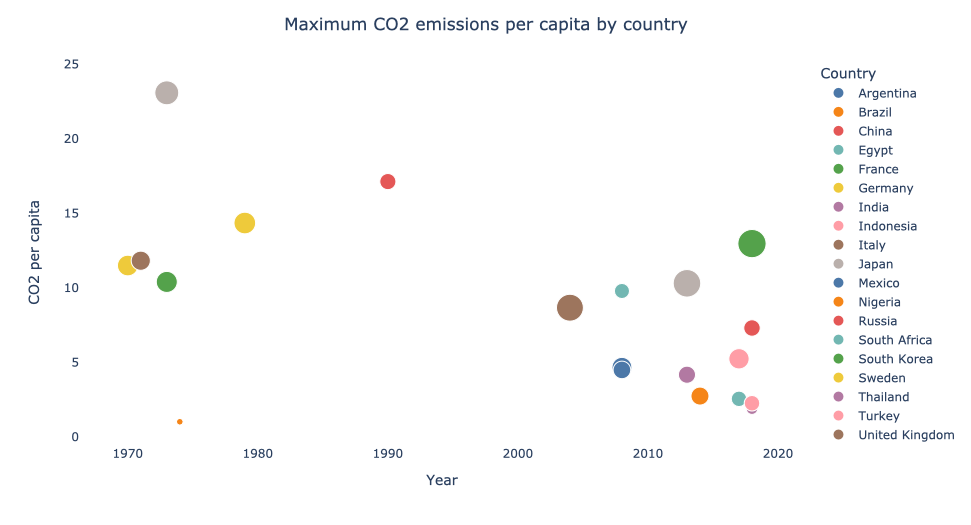 Maximum CO2 emissions per capita by country
25
20
15
10
5
0
CO2 per capita
1970
1980
1990
2000
2010
2020
Year
Country
Argentina
Brazil
China
Egypt
France
Germany
India
Indonesia
Italy
Japan
Mexico
Nigeria
Russia
South Africa
South Korea
Sweden
Thailand
Turkey
United Kingdom